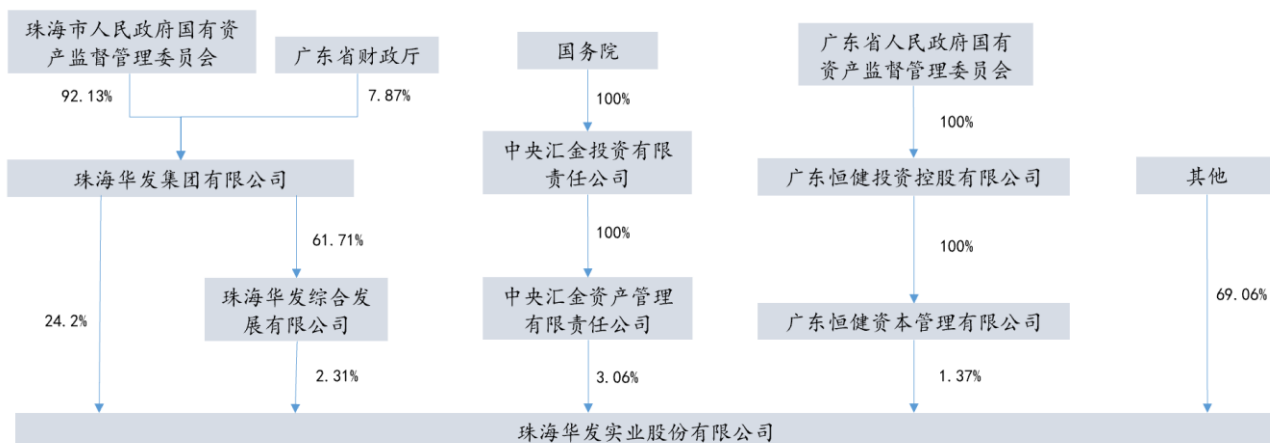 珠海市人民政府国有资
产监督管理委员会
广东省财政厅
国务院
广东省人民政府国有
资产监督管理委员会
92.13%
7.87%
100%
100%
珠海华发集团有限公司
中央汇金投资有限
责任公司
广东恒健投资控股有限公司
其他
61.71%
100%
100%
24.2%
珠海华发综合发
展有限公司
中央汇金资产管理
有限责任公司
广东恒健资本管理有限公司
69.06%
2.31%
3.06%
1.37%
珠海华发实业股份有限公司